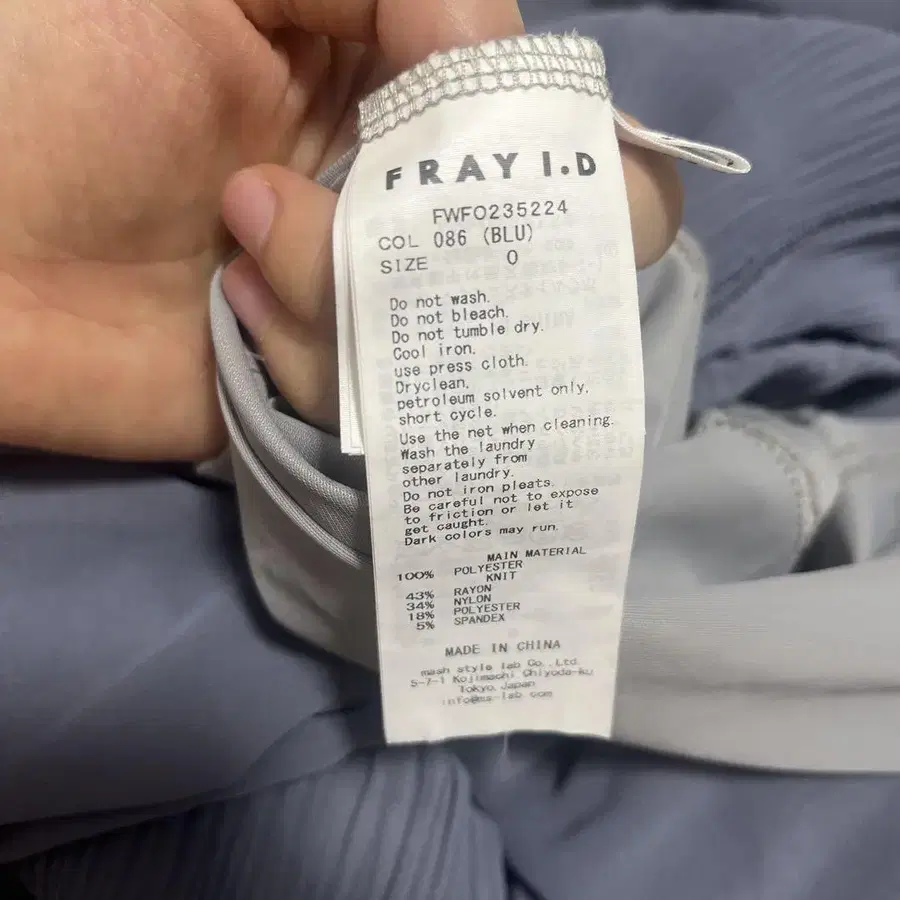 FRAY I.D
FWFO235224
COL 086 (BLU)
SIZE 0
Do not wash.
Do not bleach.
Do not tumble dry.
Cool iron.
use press cloth.
Dryclean,
petroleum solvent only,
short cycle.
Use the net when cleaning.
Wash the laundry
separately from
other laundry.
Do not iron pleats.
Be careful not to expose
to friction or let it
get caught.
Dark colors may run.
MAIN MATERIAL
100% POLYESTER
KNIT
43% RAYON
34% NYLON
18% POLYESTER
5% SPANDEX
MADE IN CHINA
mash style lab Co.,Ltd.
5-7-1 Kojimachi Chiyoda-ku
Tokyo,Japan
info@ms-lab.com